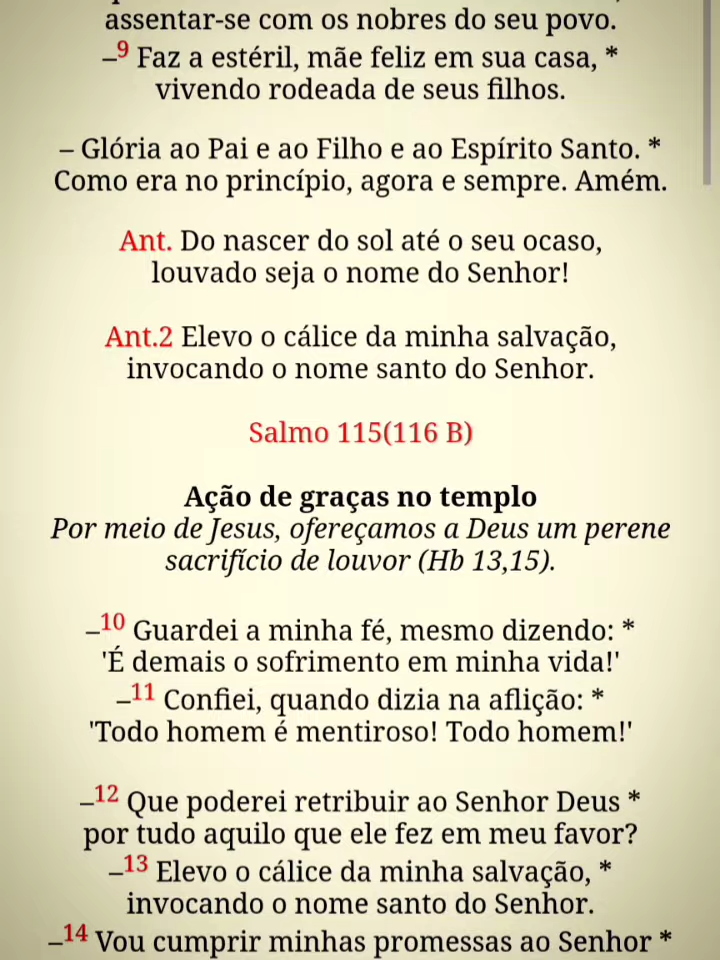 assentar-se com os nobres do seu povo.
–9 Faz a estéril, mãe feliz em sua casa, *
vivendo rodeada de seus filhos.
– Glória ao Pai e ao Filho e ao Espírito Santo. *
Como era no princípio, agora e sempre. Amém.
Ant. Do nascer do sol até o seu ocaso,
louvado seja o nome do Senhor!
Ant.2 Elevo o cálice da minha salvação,
invocando o nome santo do Senhor.
Salmo 115(116 B)
Ação de graças no templo
Por meio de Jesus, ofereçamos a Deus um perene
sacrifício de louvor (Hb 13,15).
–10 Guardei a minha fé, mesmo dizendo: *
'É demais o sofrimento em minha vida!'
–11 Confiei, quando dizia na aflição: *
'Todo homem é mentiroso! Todo homem!'
–12 Que poderei retribuir ao Senhor Deus *
por tudo aquilo que ele fez em meu favor?
–13 Elevo o cálice da minha salvação, *
invocando o nome santo do Senhor.
–14 Vou cumprir minhas promessas ao Senhor *